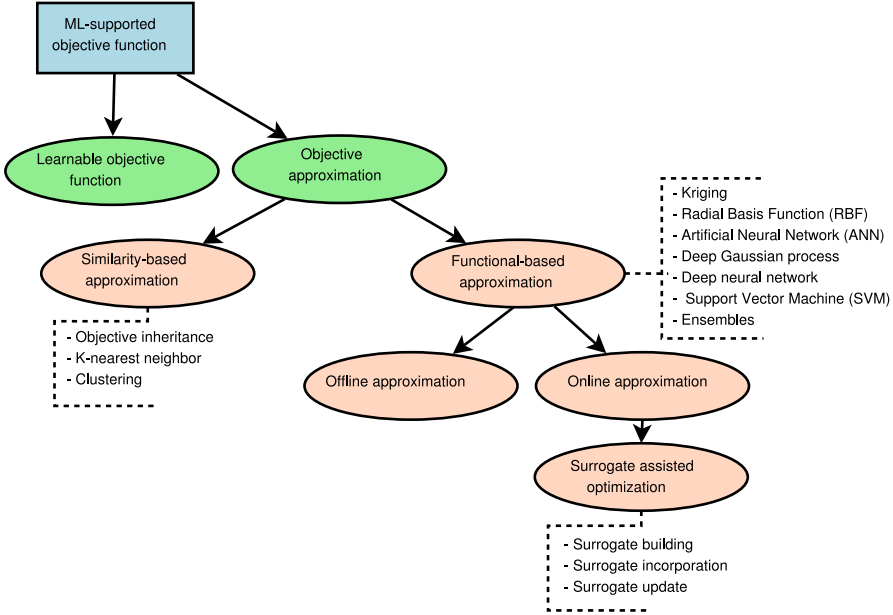 ML-supported
objective function
Learnable objective
function
Objective
approximation
Similarity-based
approximation
Functional-based
approximation
- Kriging
- Radial Basis Function (RBF)
- Artificial Neural Network (ANN)
- Deep Gaussian process
- Deep neural network
- Support Vector Machine (SVM)
- Ensembles
- Objective inheritance
- K-nearest neighbor
- Clustering
Offline approximation
Online approximation
Surrogate assisted
optimization
- Surrogate building
- Surrogate incorporation
- Surrogate update